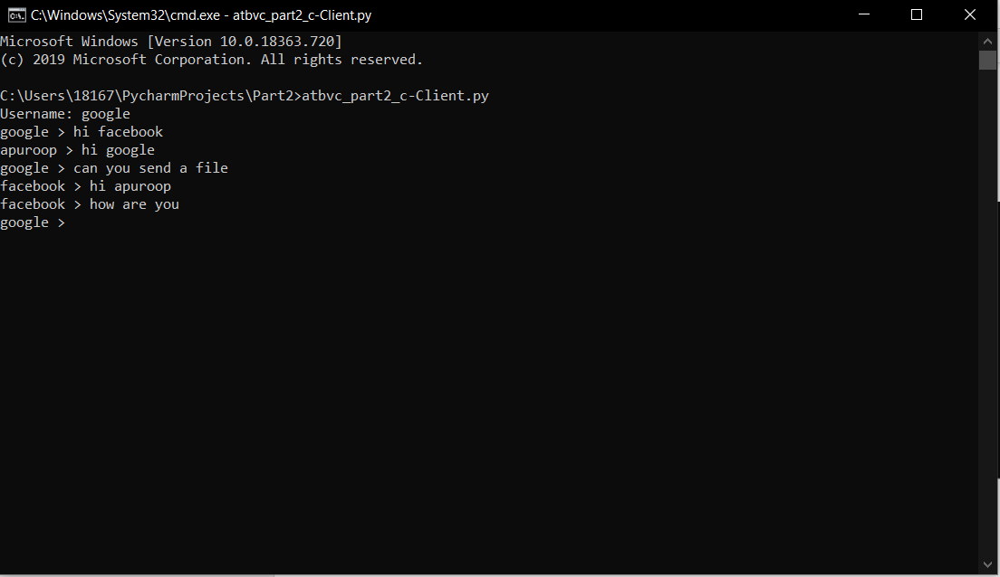 C:\Windows\System32\cmd.exe - atbvc_part2_c-Client.py
Microsoft Windows [Version 10.0.18363.720]
(c) 2019 Microsoft Corporation. All rights reserved.
C:\Users\18167\PycharmProjects\Part2>atbvc_part2_c-Client.py
Username: google
google > hi facebook
apuroop > hi google
google > can you send a file
facebook > hi apuroop
facebook > how are you
google >